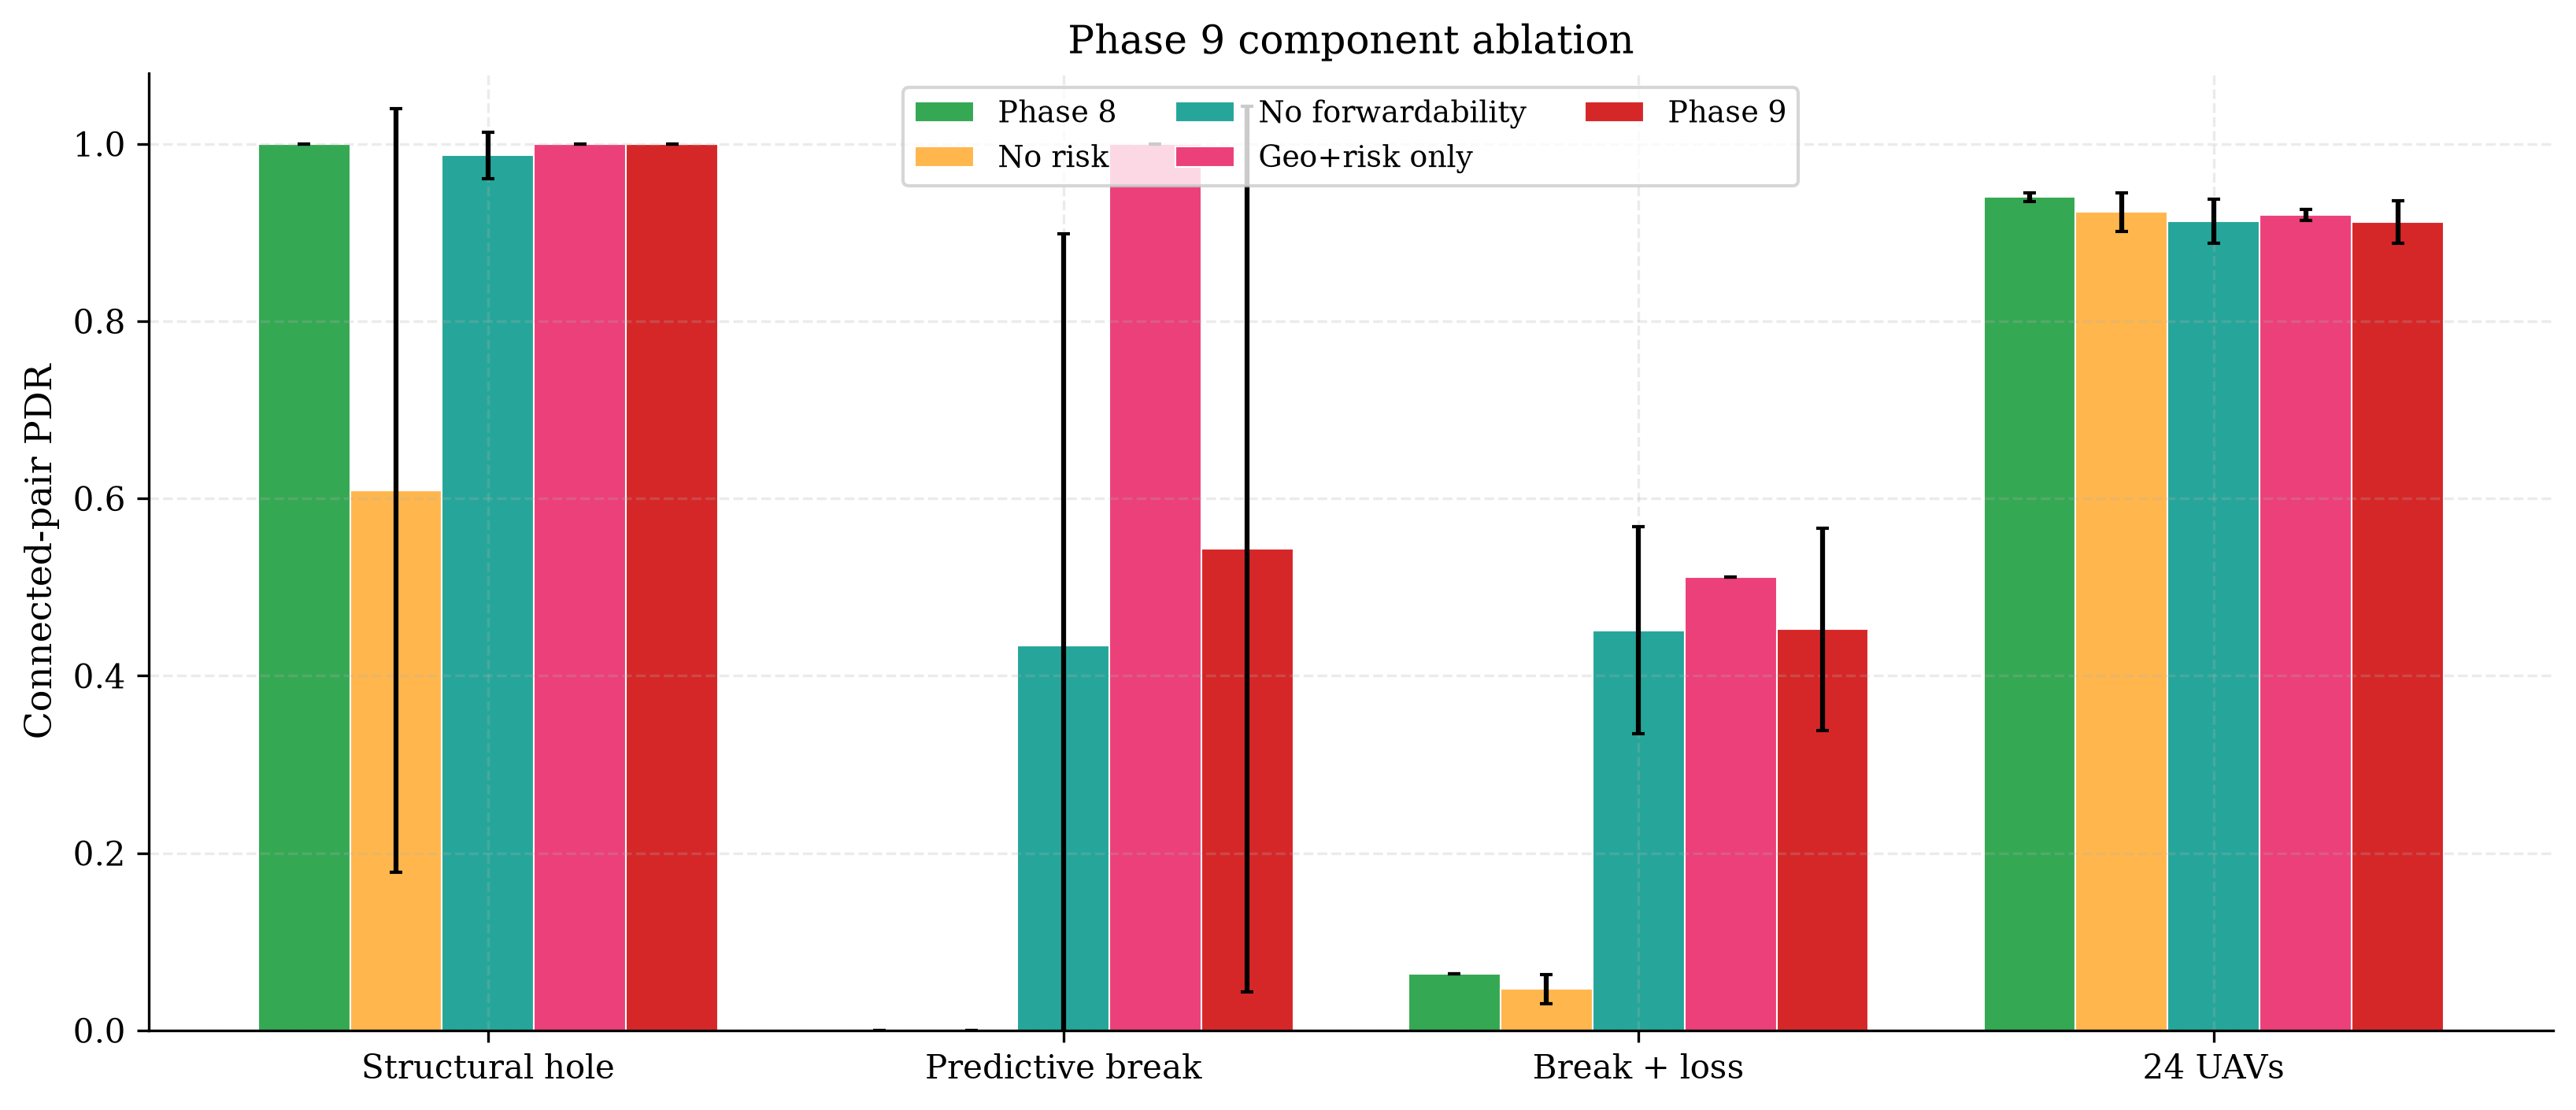 Phase 9 component ablation
Phase 8
No risk
No forwardability
Geo+risk only
Phase 9
Connected-pair PDR
1.0
0.8
0.6
0.4
0.2
0.0
Structural hole
Predictive break
Break + loss
24 UAVs